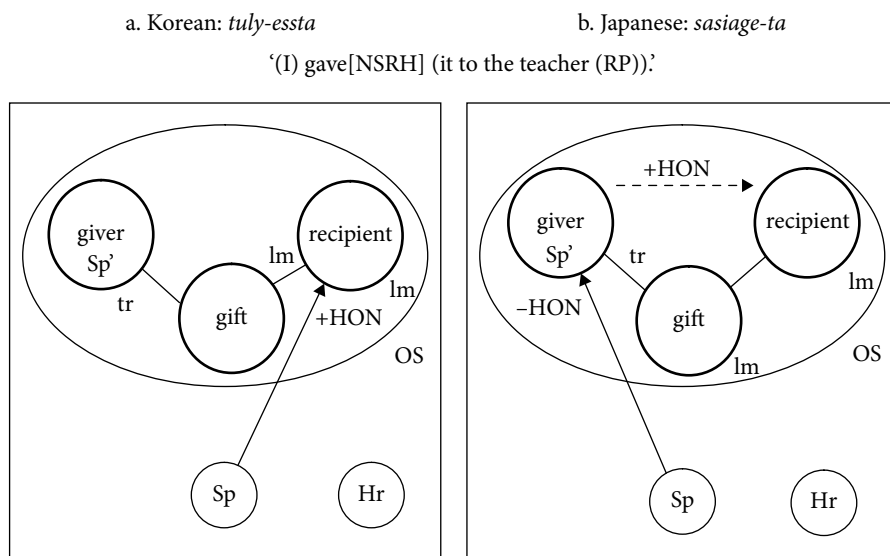 a. Korean: tuly-essta
b. Japanese: sasiage-ta
‘(I) gave[NSRH] (it to the teacher (RP)).’
giver
Sp’
tr
gift
lm
recipient
lm
+HON
OS
Sp
Hr
+HON
giver
Sp’
tr
recipient
lm
–HON
gift
lm
OS
Sp
Hr